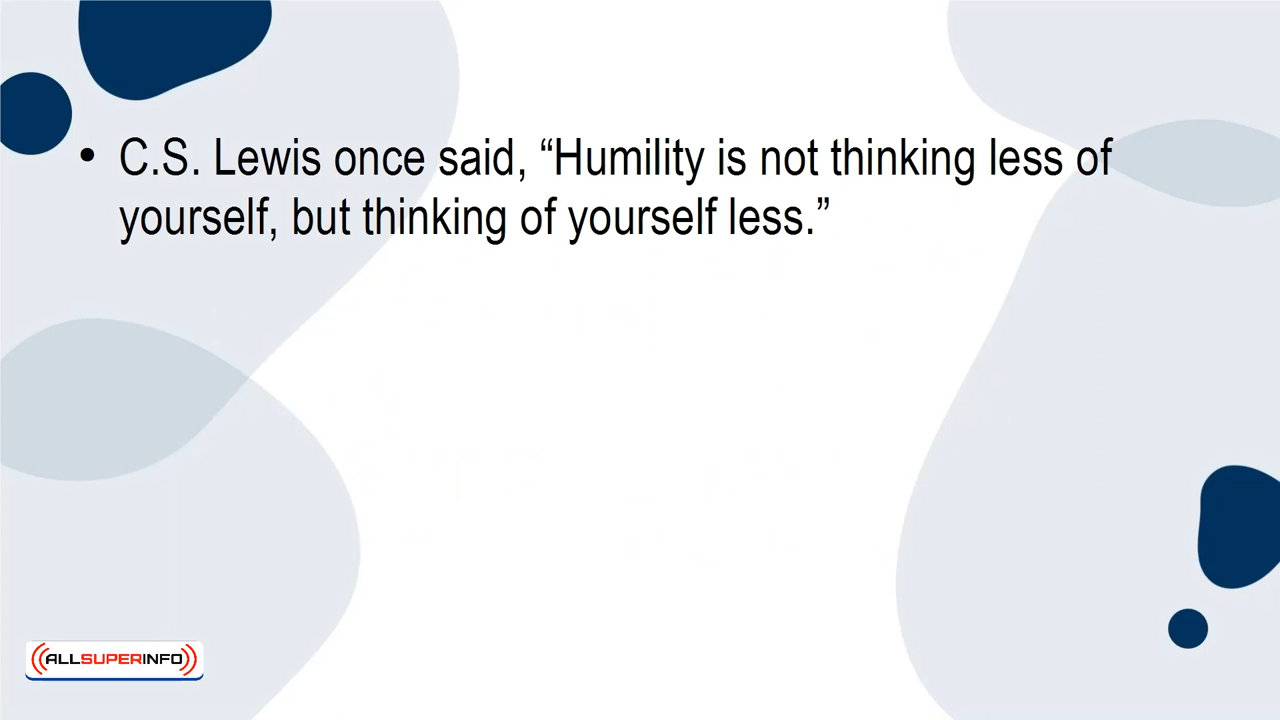 • C.S. Lewis once said, “Humility is not thinking less of
yourself, but thinking of yourself less.”
ALLSUPERINFO